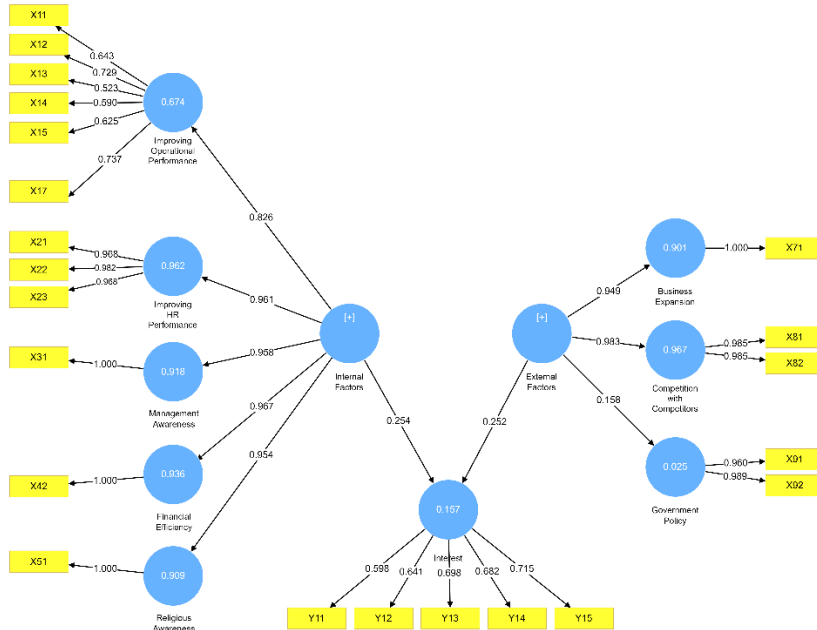 X11
X12
X13
X14
X15
X17
0.643
0.729
0.523
0.590
0.625
0.737
0.674
Improving
Operational
Performance
0.826
X21
X22
X23
0.968
0.982
0.968
0.962
Improving
HR
Performance
0.961
X31
1.000
0.918
Management
Awareness
0.958
X42
1.000
0.936
Financial
Efficiency
0.967
X51
1.000
0.909
Religious
Awareness
0.954
[+]
Internal
Factors
0.254
[+]
External
Factors
0.252
0.949
0.901
Business
Expansion
1.000
X71
0.983
0.967
Competition
with
Competitors
0.985
0.985
X81
X82
0.158
0.025
Government
Policy
0.960
0.989
X91
X92
0.157
Interest
0.598
0.641
0.698
0.682
0.715
Y11
Y12
Y13
Y14
Y15